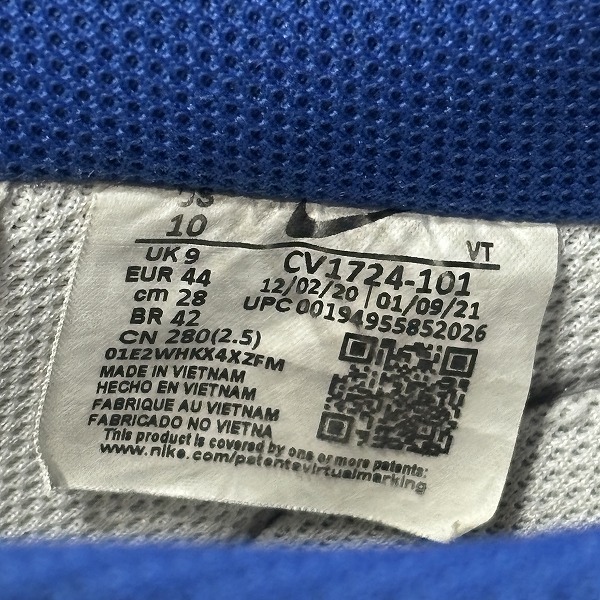 US
10
VT
UK 9
EUR 44
cm 28
BR 42
CN 280(2.5)
CV1724-101
12/02/20 | 01/09/21
UPC 00194955852026
01E2WHKX4XZFM
MADE IN VIETNAM
HECHO EN VIETNAM
FABRIQUE AU VIETNAM
FABRICADO NO VIETNA
This product is covered by one or more patents:
www.nike.com/patentsvirtualmarking